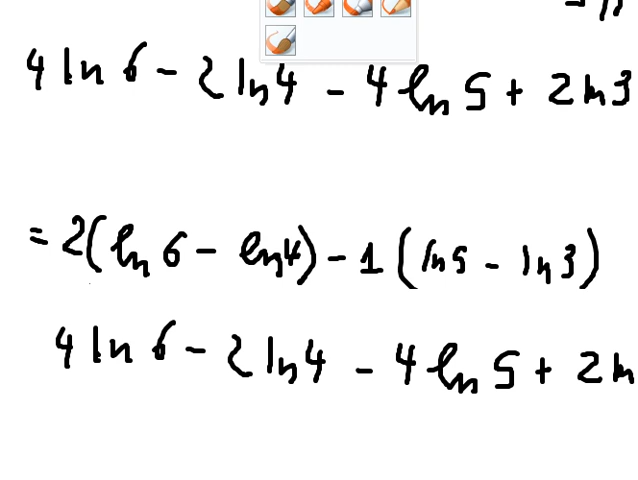 4 ln 6 - 2 ln 4 - 4 ln 5 + 2 ln 3
= 2(ln 6 - ln 4) - 1 (ln 5 - ln 3)
4 ln 6 - 2 ln 4 - 4 ln 5 + 2 ln